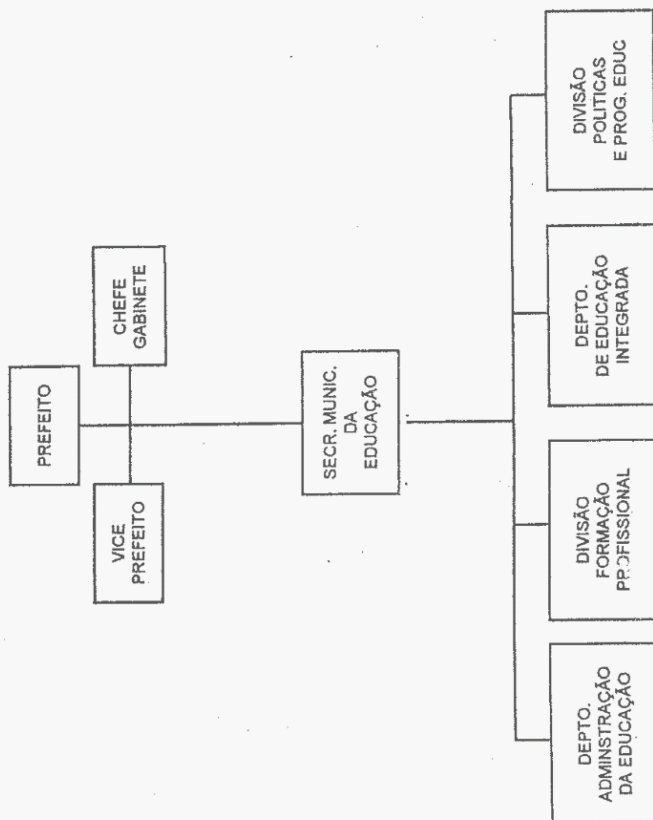 PREFEITO
VICE
PREFEITO
CHEFE
GABINETE
SECR. MUNIC.
DA
EDUCAÇÃO
DEPTO.
ADMINSTRAÇÃO
DA EDUCAÇÃO
DIVISÃO
FORMAÇÃO
PROFISSIONAL
DEPTO.
DE EDUCAÇÃO
INTEGRADA
DIVISÃO
POLITICAS
E PROG. EDUC